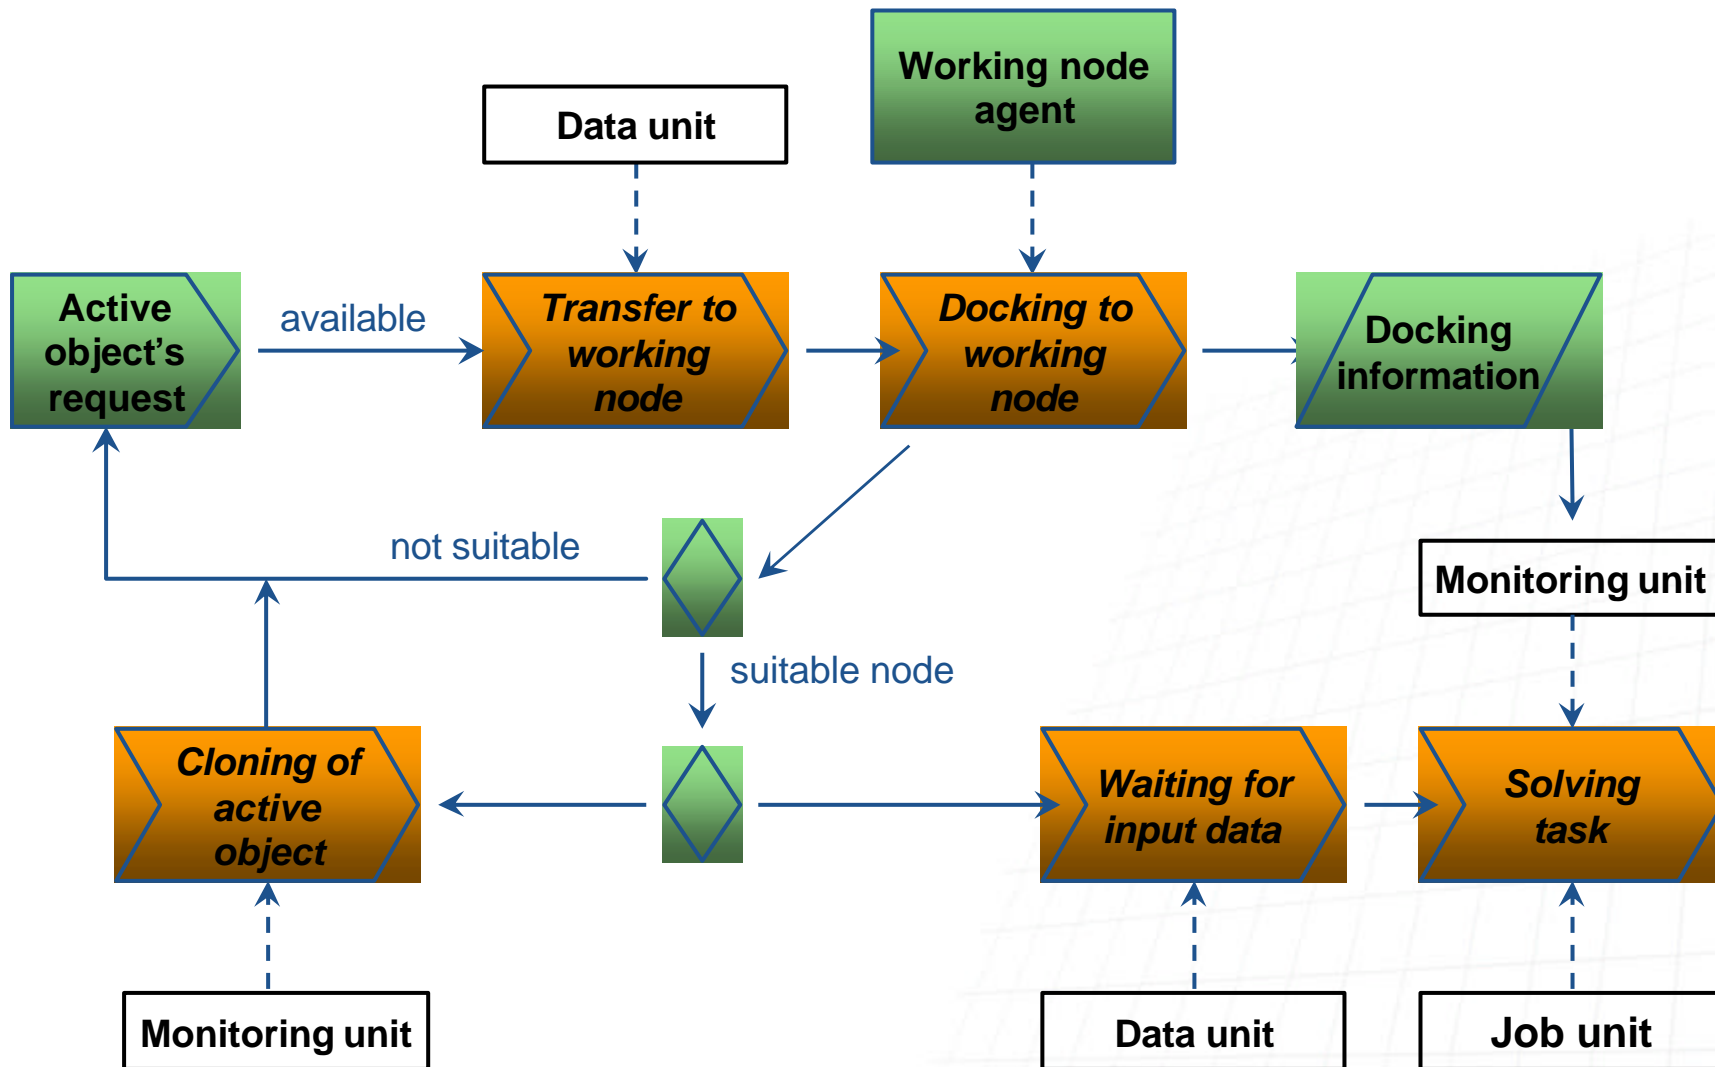 Working node
agent
Data unit
Active
object’s
request
available
Transfer to
working
node
Docking to
working
node
Docking
information
not suitable
Monitoring unit
suitable node
Cloning of
active
object
Waiting for
input data
Solving
task
Monitoring unit
Data unit
Job unit